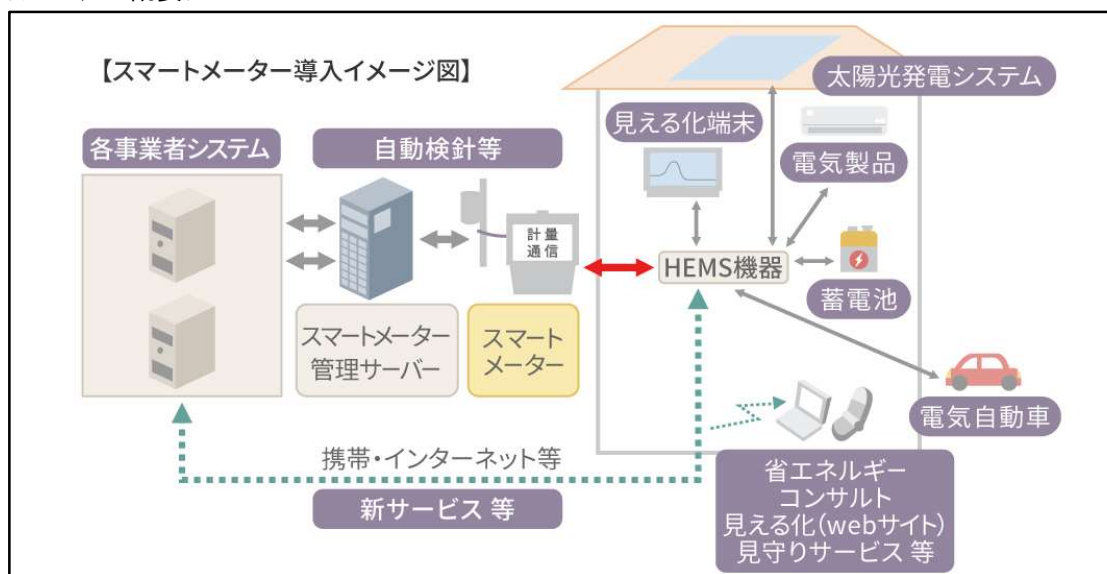 【スマートメーター導入イメージ図】
太陽光発電システム
見える化端末
各事業者システム
自動検針等
電気製品
計量
通信
HEMS機器
蓄電池
スマートメーター
管理サーバー
スマート
メーター
電気自動車
携帯・インターネット等
新サービス 等
省エネルギー
コンサルト
見える化(webサイト)
見守りサービス 等